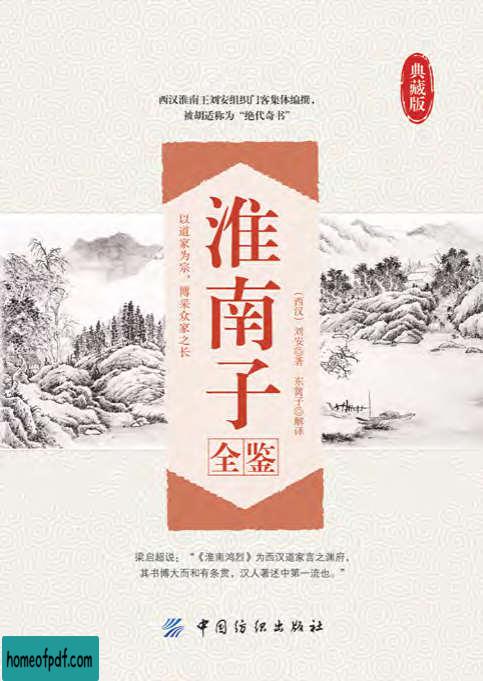 典藏版
西汉淮南王刘安组织门客集体编撰，
被胡适称为“绝代奇书”
淮南子
全鉴
以道家为宗，博采众家之长
（西汉）刘安◎著 东篱子◎解译
梁启超说：“《淮南鸿烈》为西汉道家言之渊府，
其书博大而和有条贯，汉人著述中第一流也。”
中国纺织出版社
homeofpdf.com